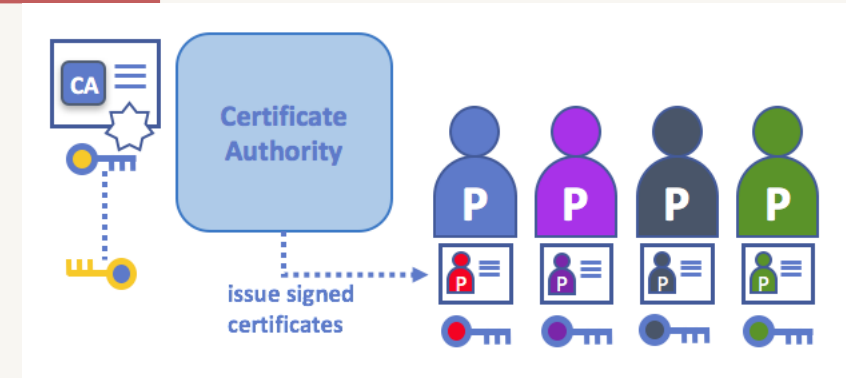 CA
Certificate
Authority
P P P P
P P P P
issue signed
certificates